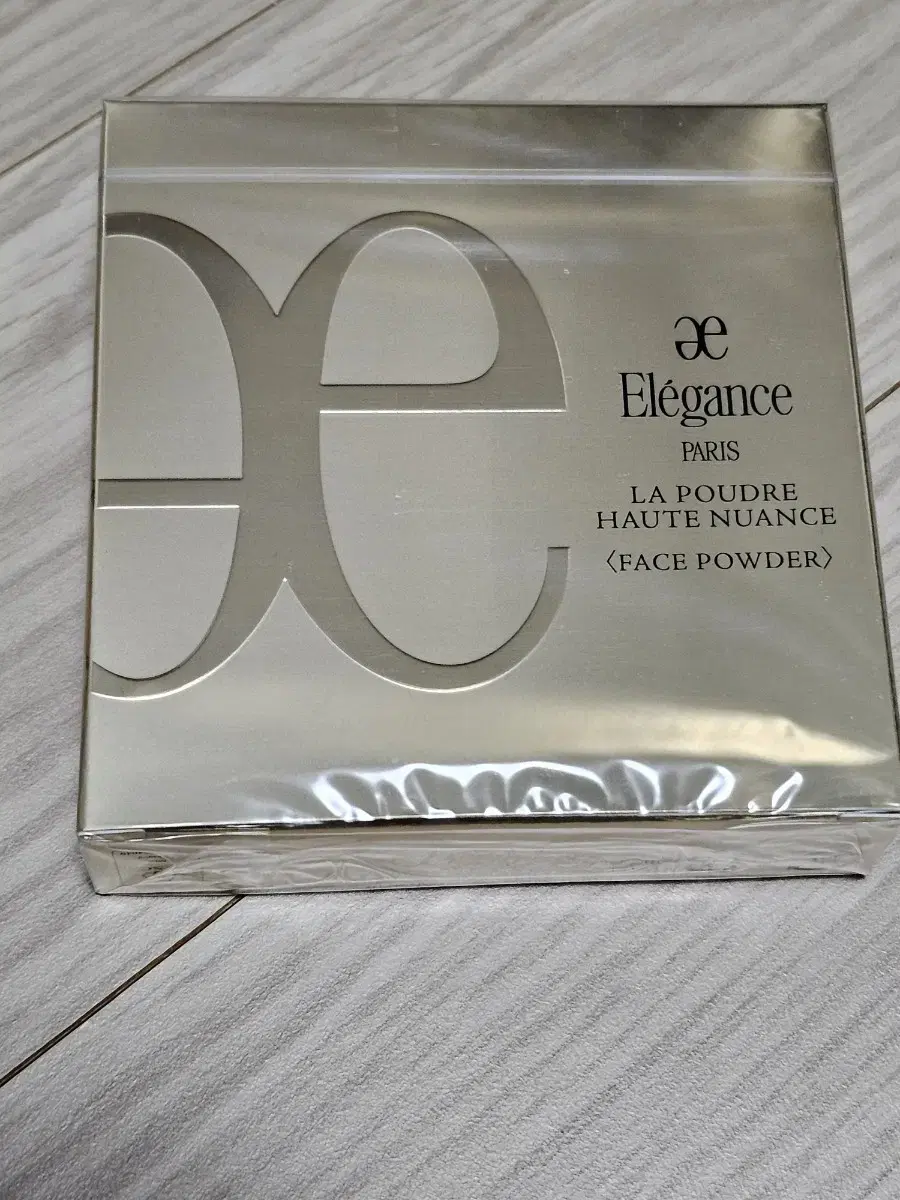 Elégance
PARIS
LA POUDRE
HAUTE NUANCE
〈FACE POWDER〉